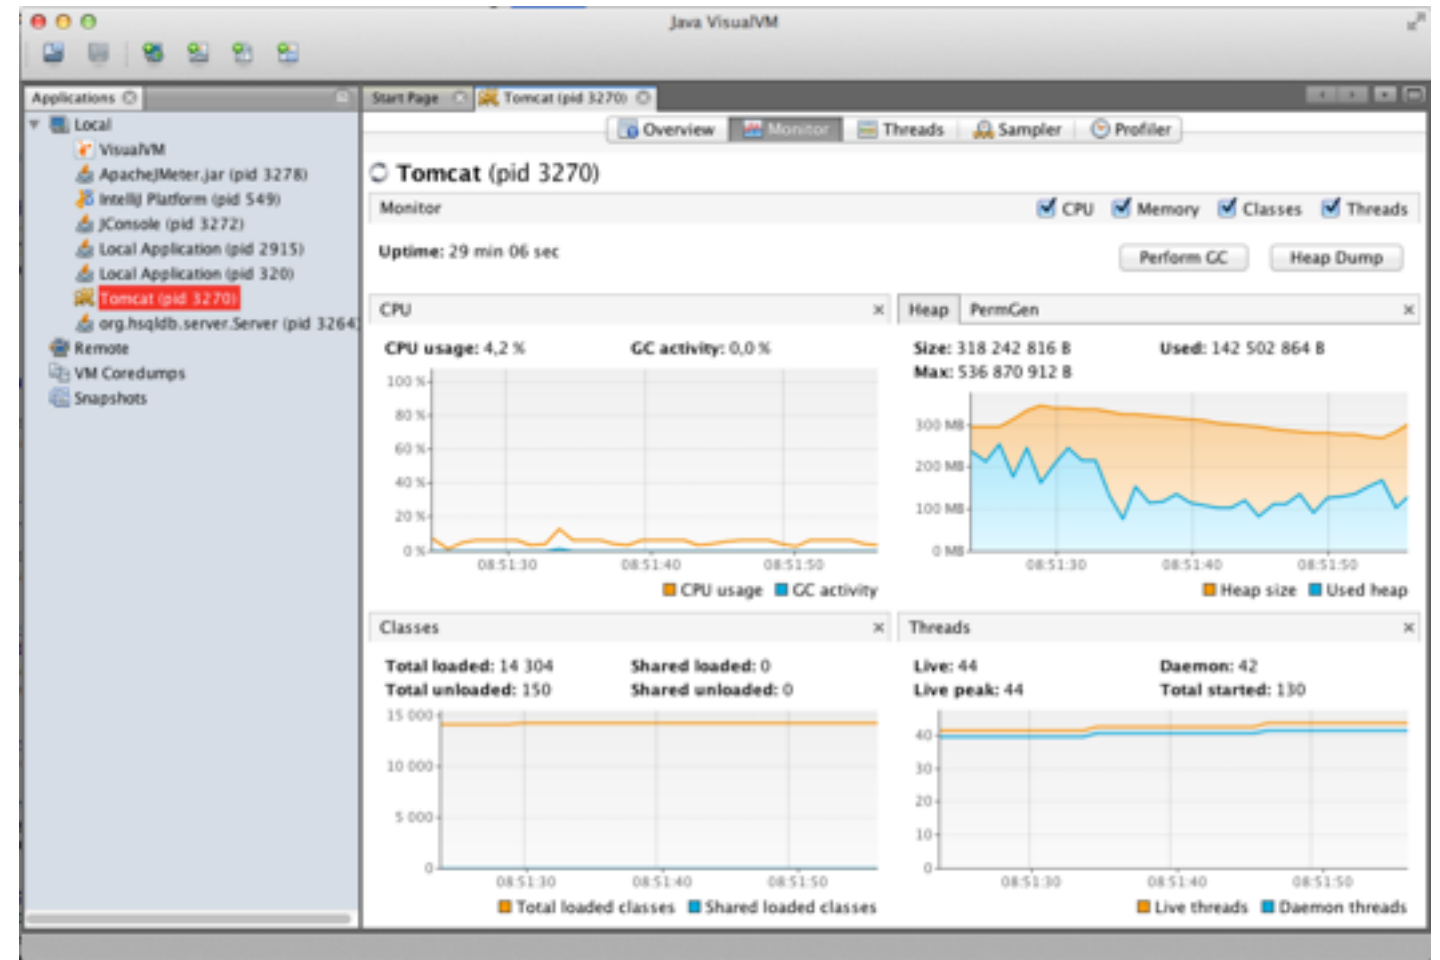 Java VisualVM
Applications
Start Page
Tomcat (pid 3270)
Local
VisualVM
ApacheJMeter.jar (pid 3278)
IntelliJ Platform (pid 549)
JConsole (pid 3272)
Local Application (pid 2915)
Local Application (pid 320)
Tomcat (pid 3270)
org.hsqldb.server.Server (pid 3264)
Remote
VM Coredumps
Snapshots
Overview Monitor Threads Sampler Profiler
Tomcat (pid 3270)
Monitor
CPU Memory Classes Threads
Uptime: 29 min 06 sec
Perform GC Heap Dump
CPU
CPU usage: 4,2 % GC activity: 0,0 %
100 %
80 %
60 %
40 %
20 %
0 %
08:51:30 08:51:40 08:51:50
CPU usage GC activity
Heap PermGen
Size: 318 242 816 B Used: 142 502 864 B
Max: 536 870 912 B
300 MB
200 MB
100 MB
0 MB
08:51:30 08:51:40 08:51:50
Heap size Used heap
Classes
Total loaded: 14 304 Shared loaded: 0
Total unloaded: 150 Shared unloaded: 0
15 000
10 000
5 000
0
08:51:30 08:51:40 08:51:50
Total loaded classes Shared loaded classes
Threads
Live: 44 Daemon: 42
Live peak: 44 Total started: 130
40
30
20
10
0
08:51:30 08:51:40 08:51:50
Live threads Daemon threads